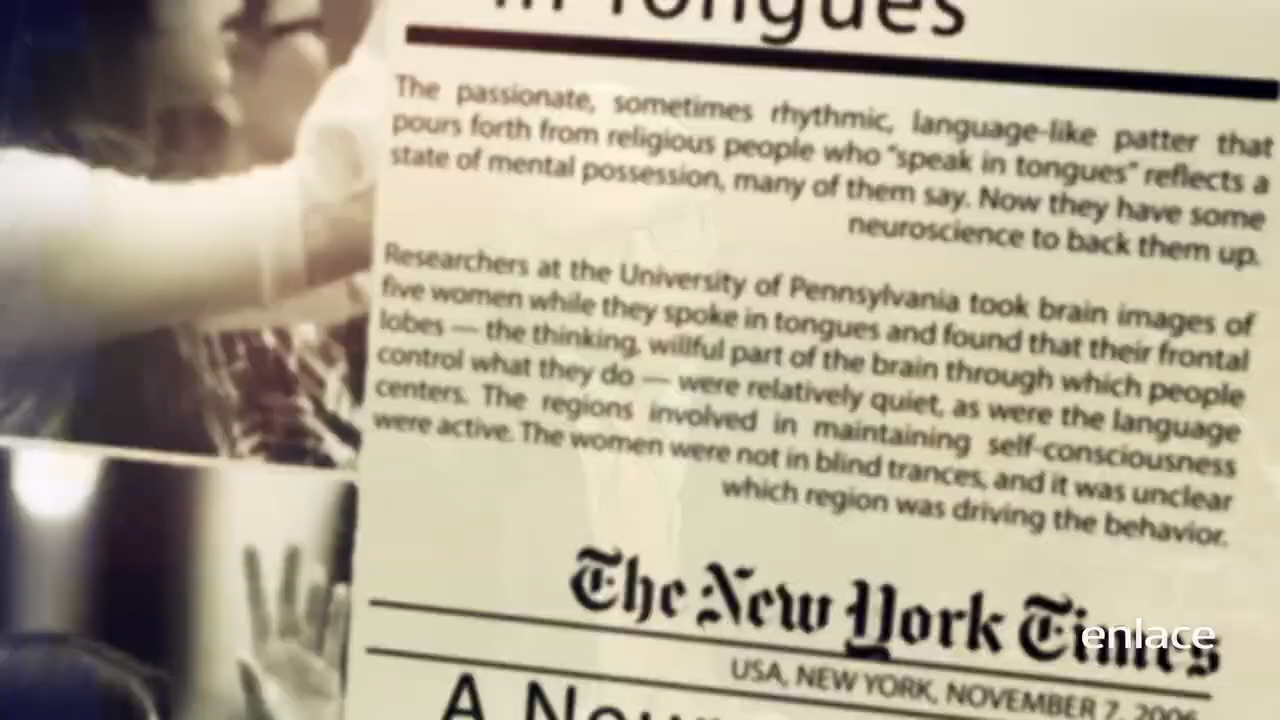 in Tongues
The passionate, sometimes rhythmic, language-like patter that
pours forth from religious people who "speak in tongues" reflects a
state of mental possession, many of them say. Now they have some
neuroscience to back them up.
Researchers at the University of Pennsylvania took brain images of
five women while they spoke in tongues and found that their frontal
lobes — the thinking, willful part of the brain through which people
control what they do — were relatively quiet, as were the language
centers. The regions involved in maintaining self-consciousness
were active. The women were not in blind trances, and it was unclear
which region was driving the behavior.
The New York Times
enlace
USA, NEW YORK, NOVEMBER 7, 2006
A